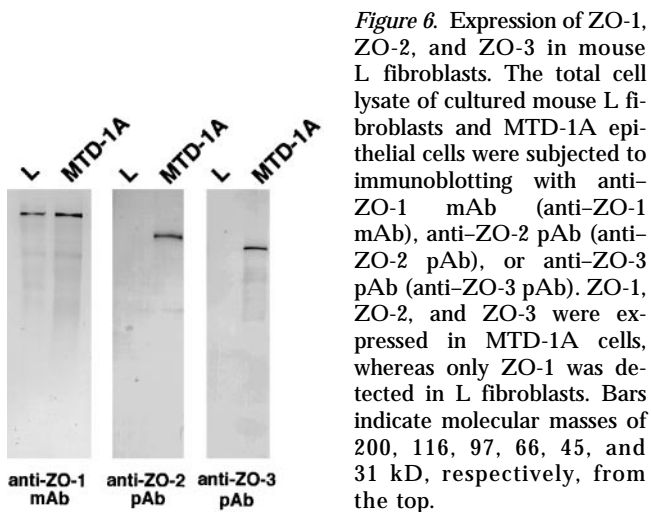 L
MTD-1A
L
MTD-1A
L
MTD-1A
anti-ZO-1
mAb
anti-ZO-2
pAb
anti-ZO-3
pAb
Figure 6. Expression of ZO-1,
ZO-2, and ZO-3 in mouse
L fibroblasts. The total cell
lysate of cultured mouse L fi-
broblasts and MTD-1A epi-
thelial cells were subjected to
immunoblotting with anti–
ZO-1 mAb (anti–ZO-1
mAb), anti–ZO-2 pAb (anti–
ZO-2 pAb), or anti–ZO-3
pAb (anti–ZO-3 pAb). ZO-1,
ZO-2, and ZO-3 were ex-
pressed in MTD-1A cells,
whereas only ZO-1 was de-
tected in L fibroblasts. Bars
indicate molecular masses of
200, 116, 97, 66, 45, and
31 kD, respectively, from
the top.